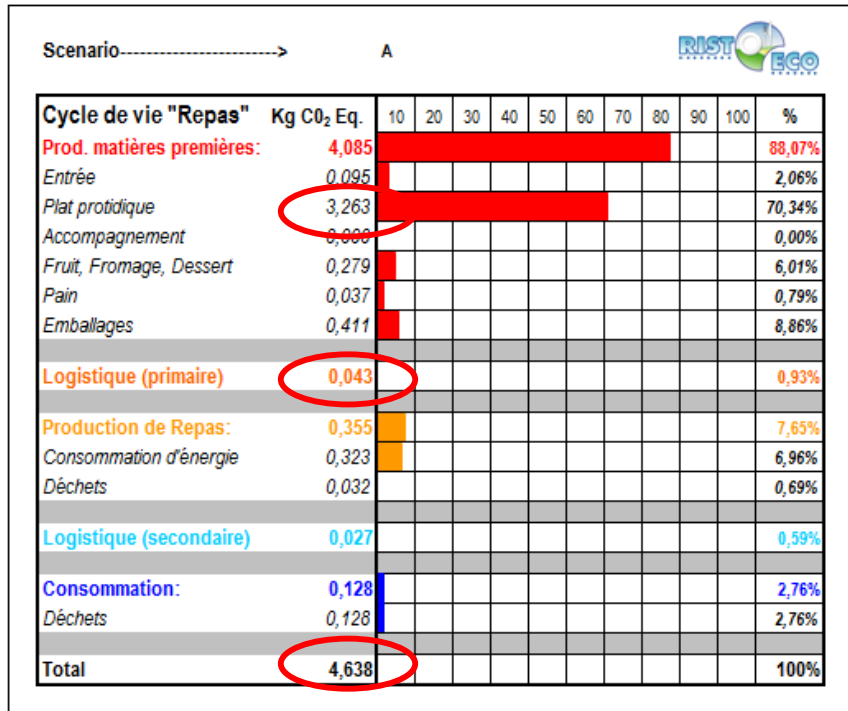 Scenario-------------------------> A
RIST ECO
Cycle de vie "Repas" Kg C0₂ Eq. 10 20 30 40 50 60 70 80 90 100 %
Prod. matières premières: 4,085 88,07%
Entrée 0,095 2,06%
Plat protidique 3,263 70,34%
Accompagnement 0,00%
Fruit, Fromage, Dessert 0,279 6,01%
Pain 0,037 0,79%
Emballages 0,411 8,86%
Logistique (primaire) 0,043 0,93%
Production de Repas: 0,355 7,65%
Consommation d'énergie 0,323 6,96%
Déchets 0,032 0,69%
Logistique (secondaire) 0,027 0,59%
Consommation: 0,128 2,76%
Déchets 0,128 2,76%
Total 4,638 100%